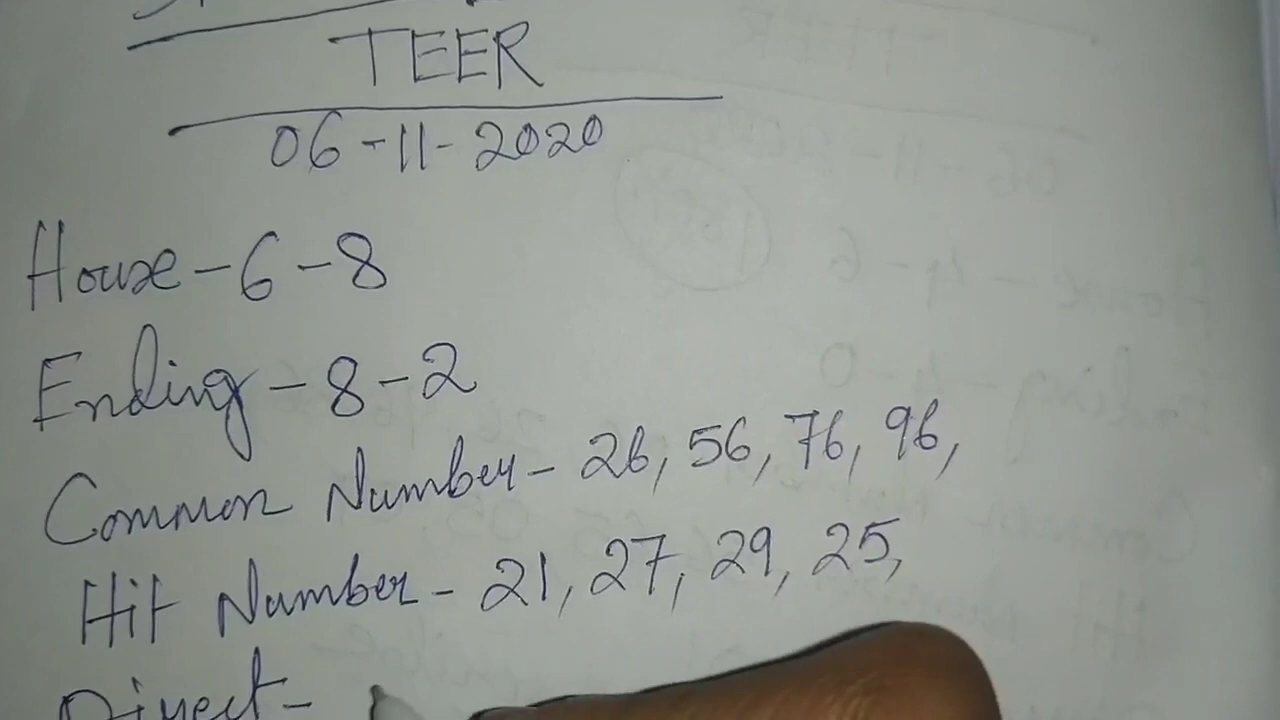 TEER
06-11-2020
House-6-8
Ending-8-2
Common Number-26, 56, 76, 96,
Hit Number-21, 27, 29, 25,
Direct-